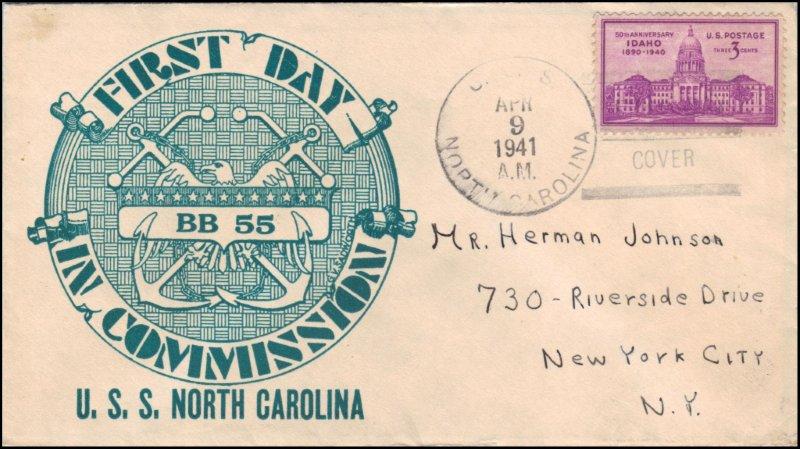 FIRST DAY
BB 55
IN COMMISSION
U. S. S. NORTH CAROLINA
U.S.S.
APR
9
1941
A.M.
NORTH CAROLINA
50TH ANNIVERSARY
IDAHO
1890-1940
U.S. POSTAGE
THREE 3 CENTS
COVER
Mr. Herman Johnson
730-Riverside Drive
New York City
N.Y.